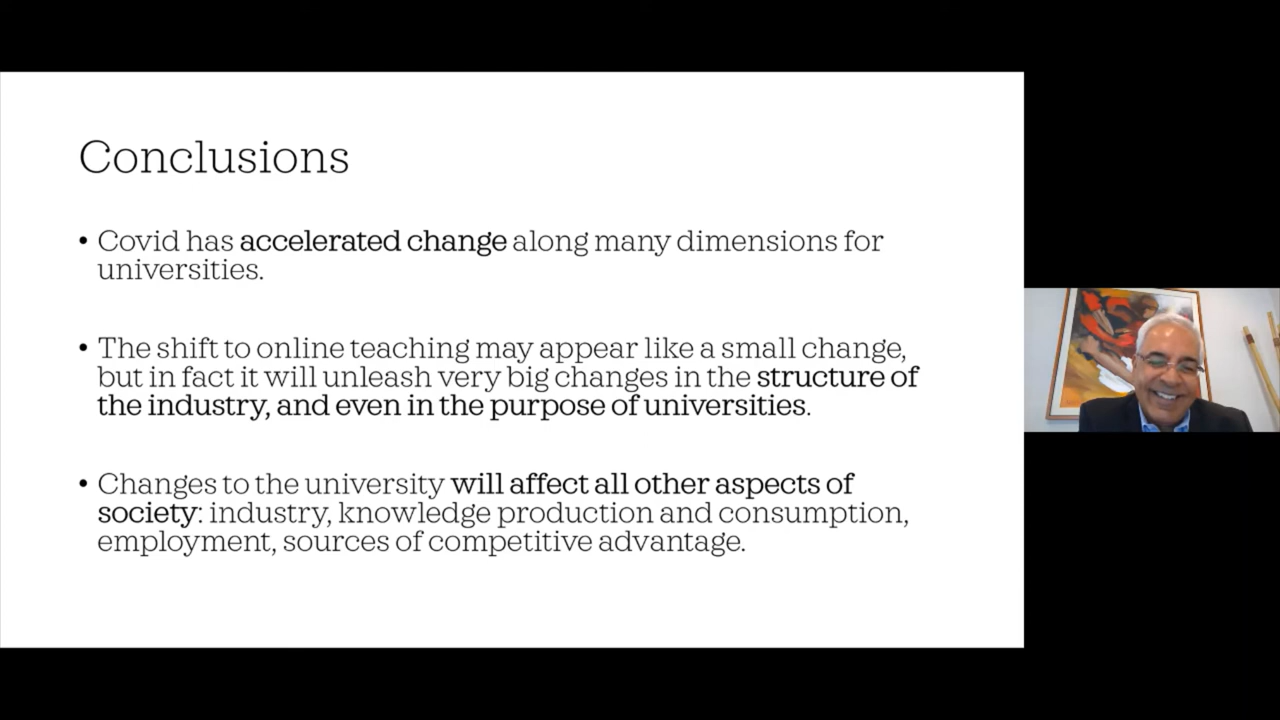 Conclusions
• Covid has accelerated change along many dimensions for
universities.
• The shift to online teaching may appear like a small change,
but in fact it will unleash very big changes in the structure of
the industry, and even in the purpose of universities.
• Changes to the university will affect all other aspects of
society: industry, knowledge production and consumption,
employment, sources of competitive advantage.